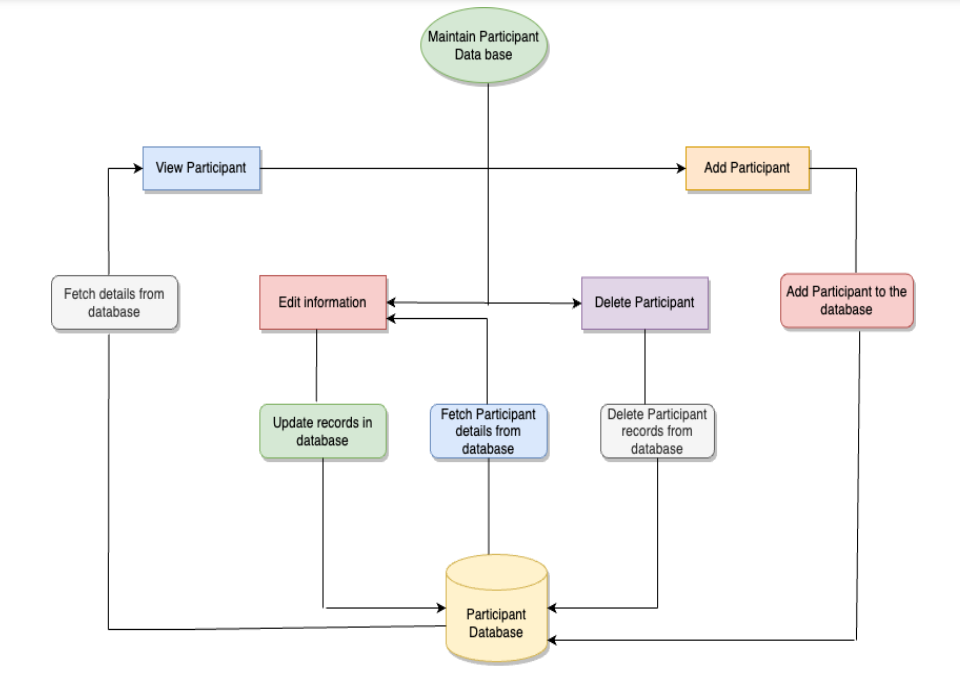 Maintain Participant
Data base
View Participant
Add Participant
Fetch details from
database
Edit information
Delete Participant
Add Participant to the
database
Update records in
database
Fetch Participant
details from
database
Delete Participant
records from
database
Participant
Database